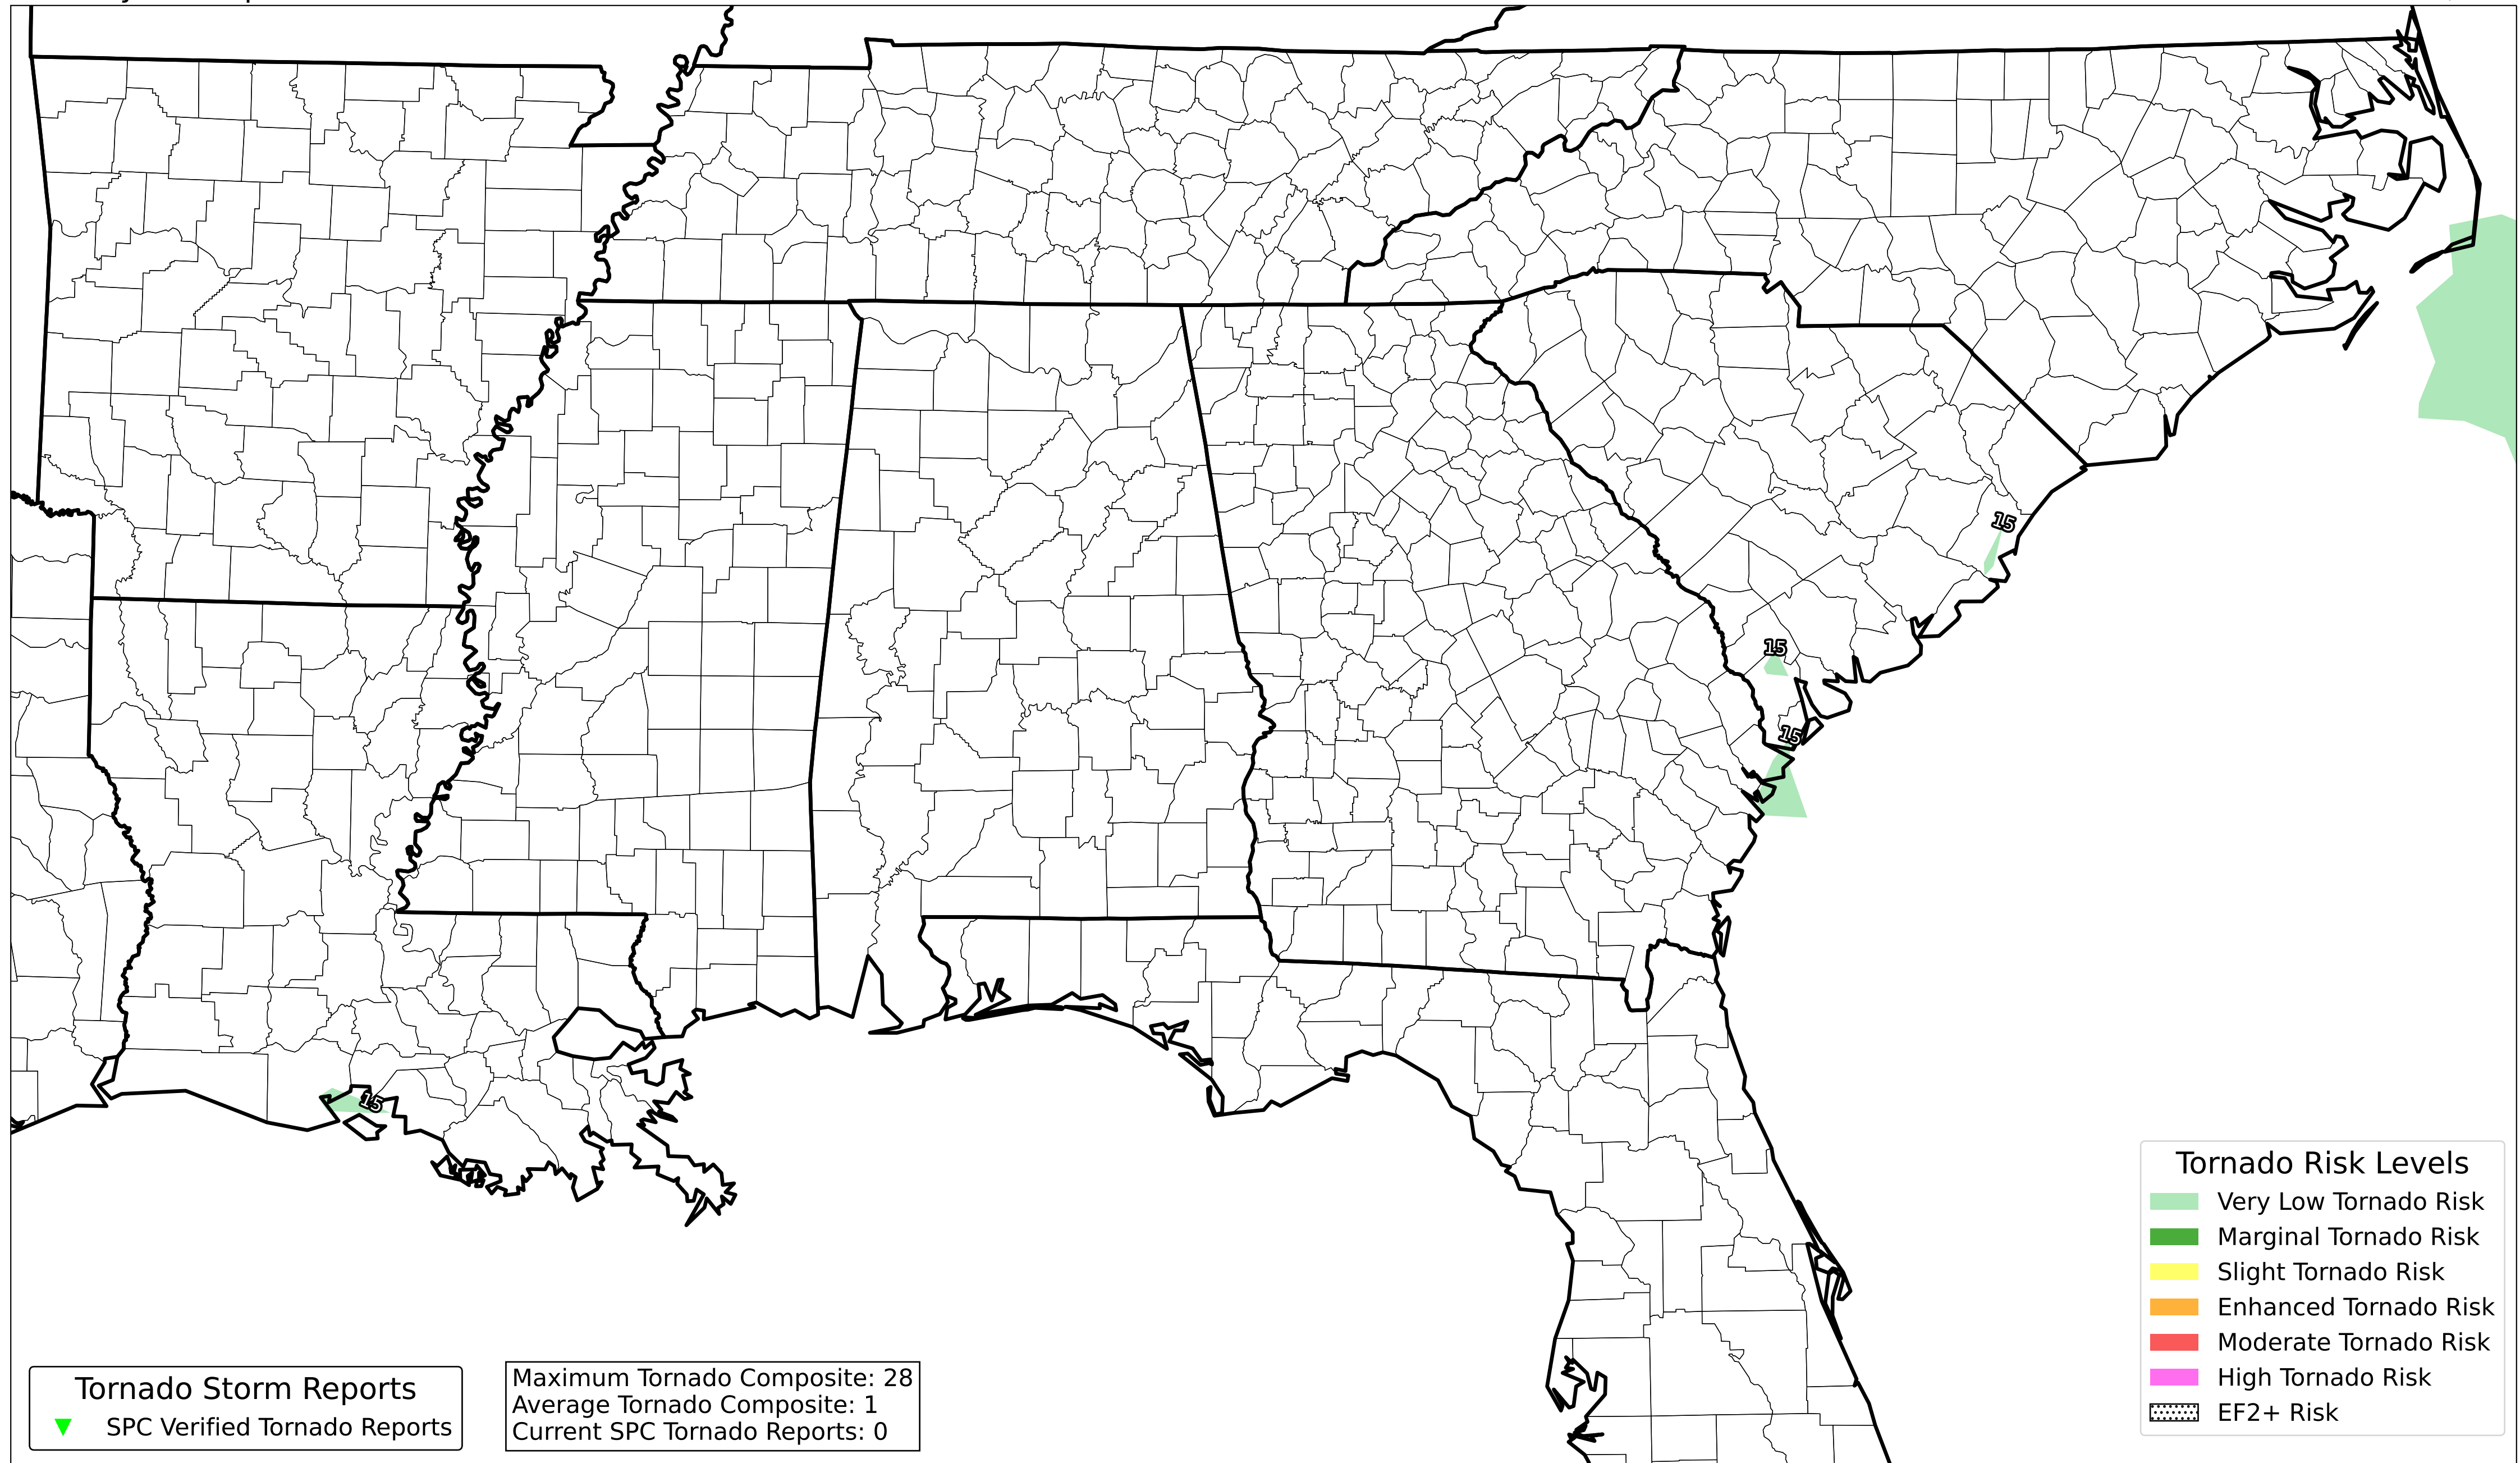 15
15
15
15
Tornado Risk Levels
Very Low Tornado Risk
Marginal Tornado Risk
Slight Tornado Risk
Enhanced Tornado Risk
Moderate Tornado Risk
High Tornado Risk
EF2+ Risk
Tornado Storm Reports
SPC Verified Tornado Reports
Maximum Tornado Composite: 28
Average Tornado Composite: 1
Current SPC Tornado Reports: 0